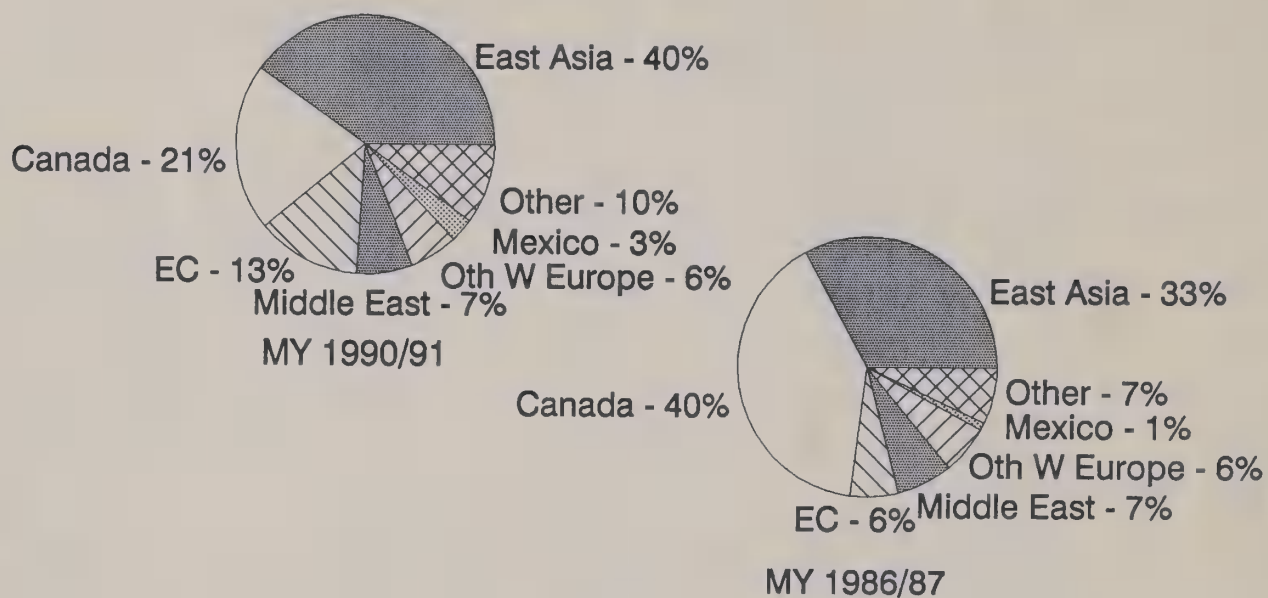 East Asia - 40%
Canada - 21%
Other - 10%
Mexico - 3%
EC - 13%
Oth W Europe - 6%
Middle East - 7%
MY 1990/91
East Asia - 33%
Canada - 40%
Other - 7%
Mexico - 1%
Oth W Europe - 6%
EC - 6%
Middle East - 7%
MY 1986/87